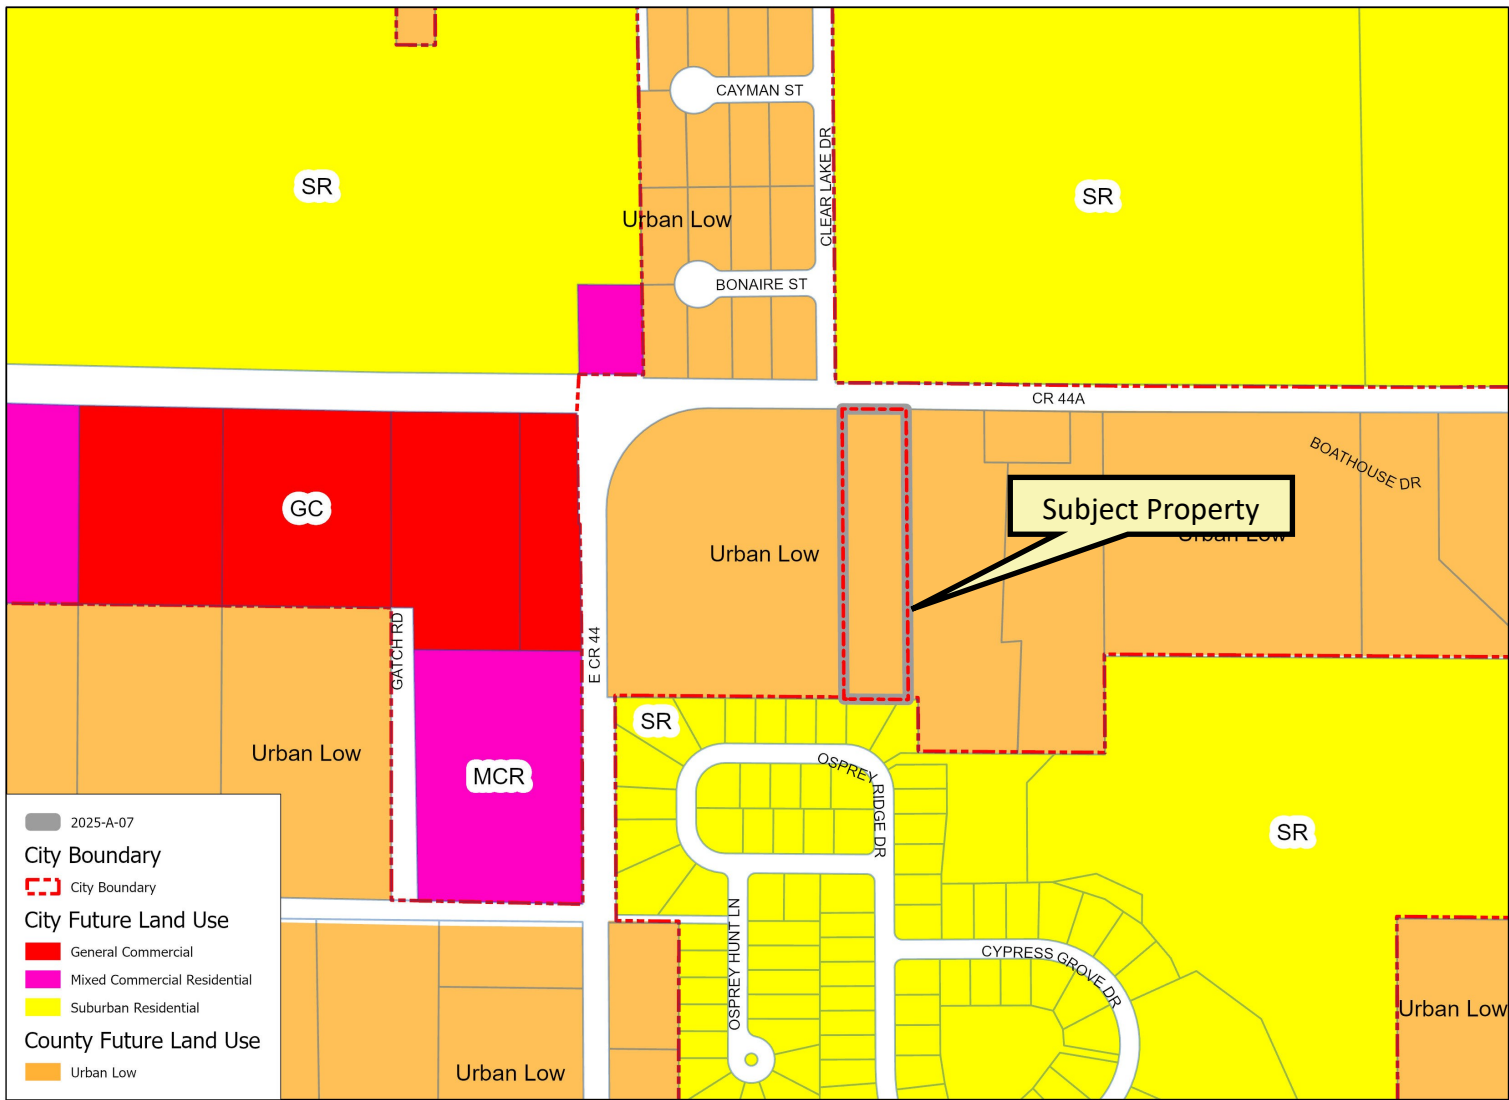 CAYMAN ST
CLEAR LAKE DR
SR
SR
Urban Low
BONAIRE ST
CR 44A
BOATHOUSE DR
GC
Subject Property
Urban Low
Urban Low
GATCH RD
E CR 44
SR
Urban Low
MCR
OSPREY RIDGE DR
SR
OSPREY HUNT LN
CYPRESS GROVE DR
Urban Low
Urban Low
2025-A-07
City Boundary
City Boundary
City Future Land Use
General Commercial
Mixed Commercial Residential
Suburban Residential
County Future Land Use
Urban Low